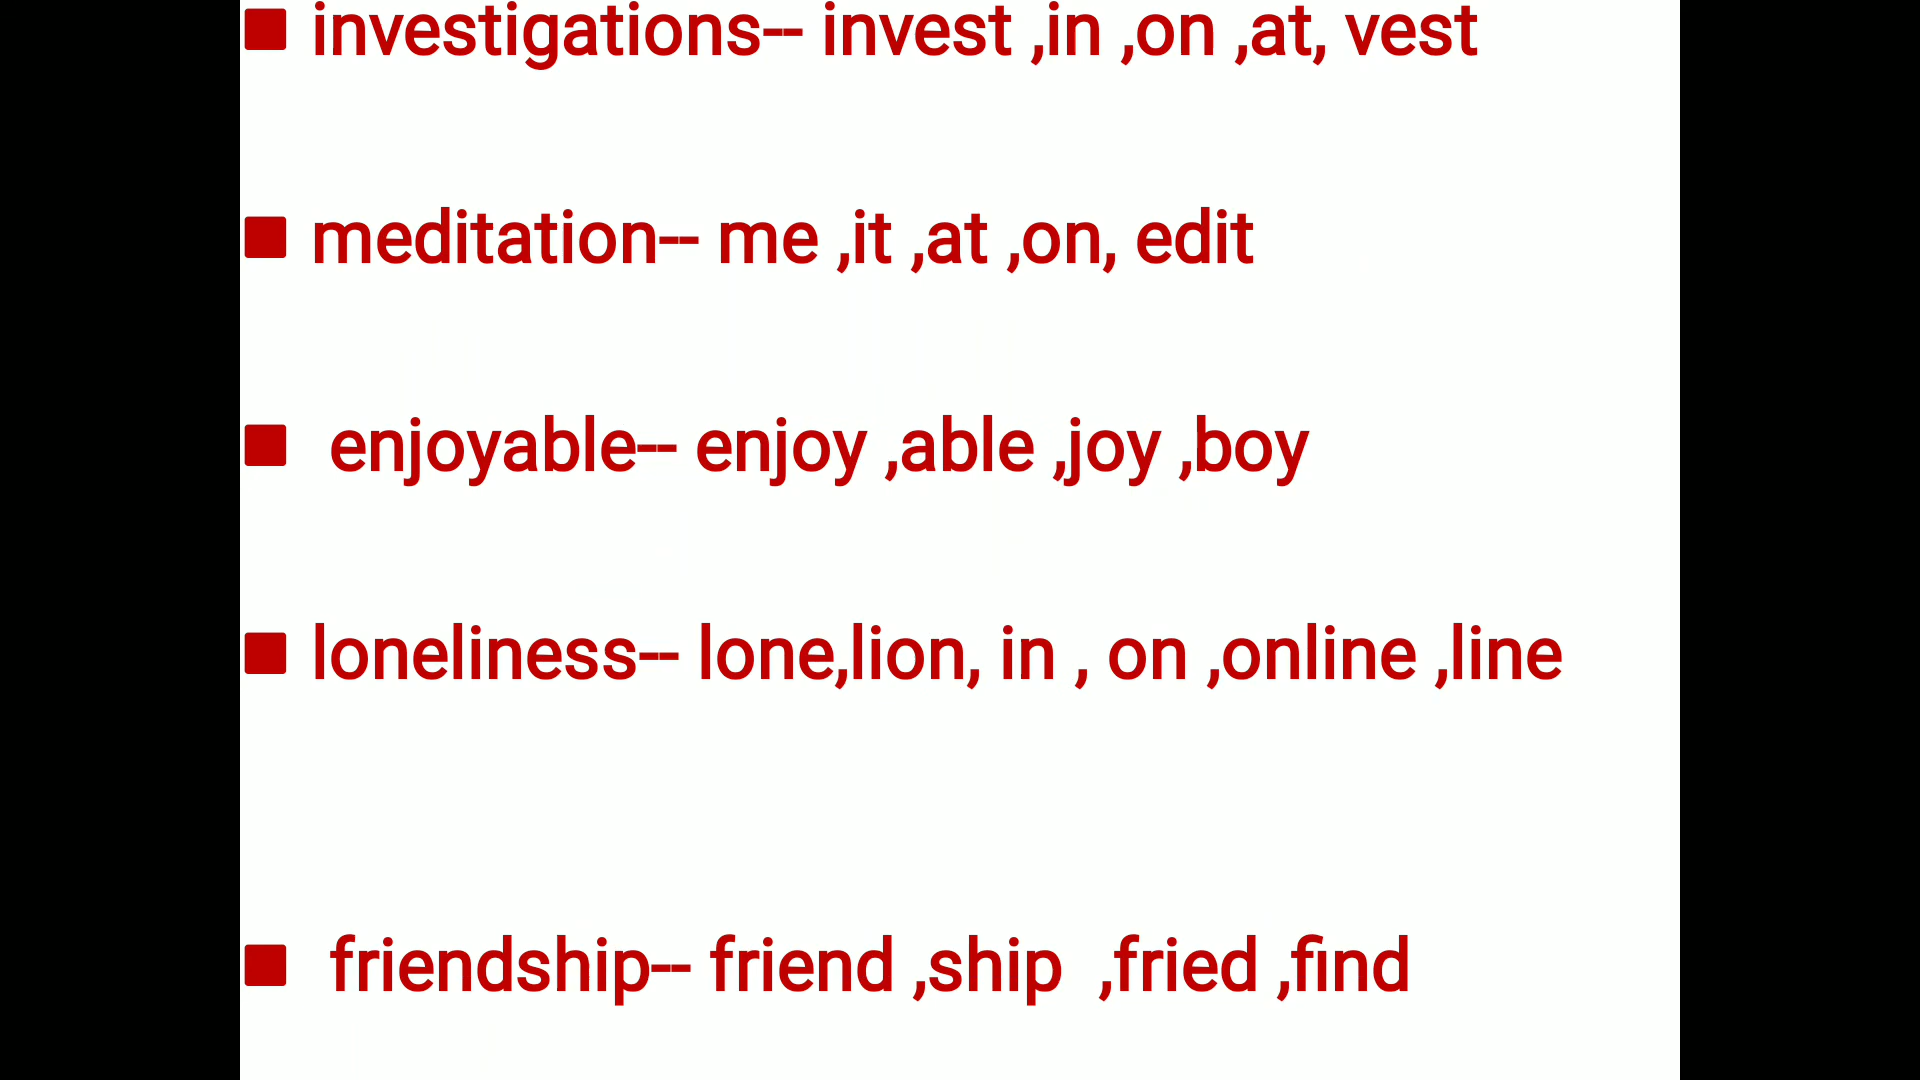 ■ investigations-- invest ,in ,on ,at, vest
■ meditation-- me ,it ,at ,on, edit
■ enjoyable-- enjoy ,able ,joy ,boy
■ loneliness-- lone,lion, in , on ,online ,line
■ friendship-- friend ,ship ,fried ,find